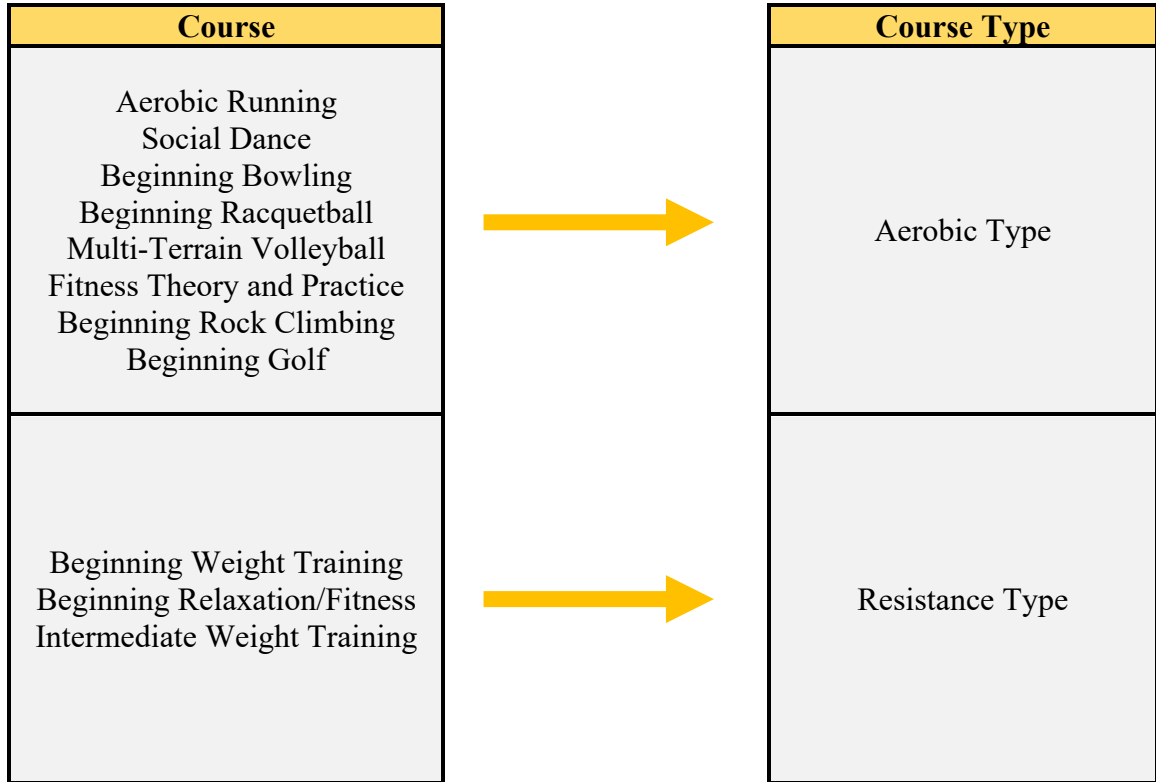 Course
Aerobic Running
Social Dance
Beginning Bowling
Beginning Racquetball
Multi-Terrain Volleyball
Fitness Theory and Practice
Beginning Rock Climbing
Beginning Golf
Beginning Weight Training
Beginning Relaxation/Fitness
Intermediate Weight Training
Course Type
Aerobic Type
Resistance Type